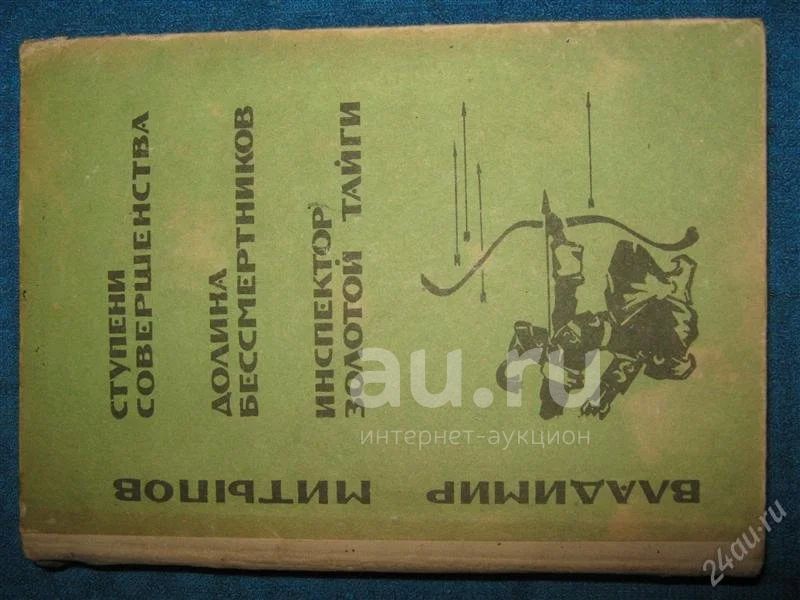 ВЛАДИМИР МИТЫПОВ
СТУПЕНИ
СОВЕРШЕНСТВА
ДОЛИНА
БЕССМЕРТНИКОВ
ИНСПЕКТОР
ЗОЛОТОЙ ТАЙГИ
au.ru
интернет-аукцион
24au.ru